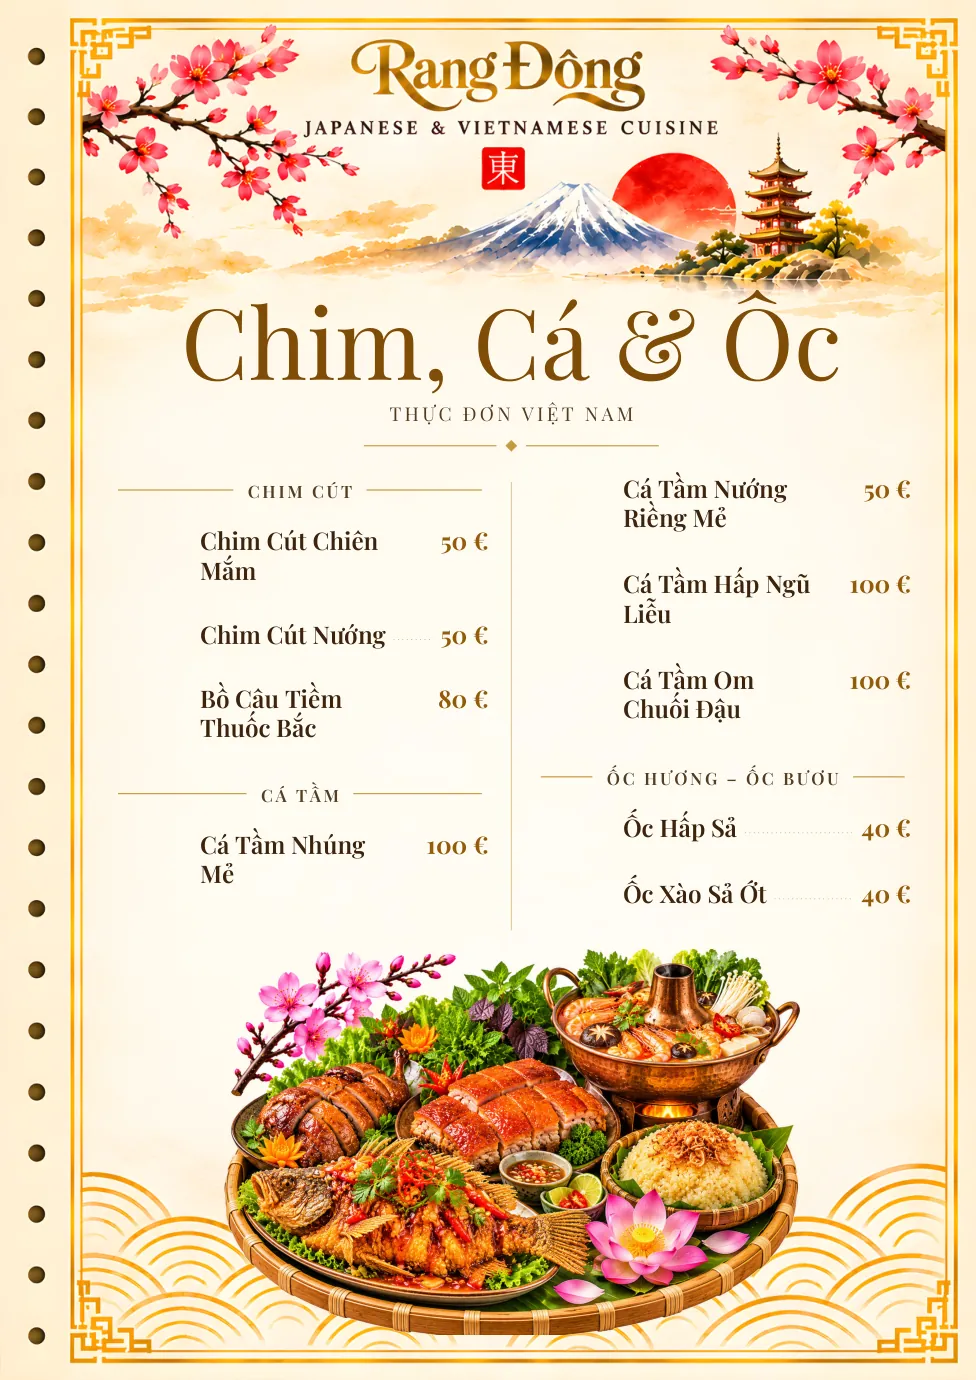 Rang Đông
JAPANESE & VIETNAMESE CUISINE
東
Chim, Cá & Ốc
THỰC ĐƠN VIỆT NAM
CHIM CÚT
Chim Cút Chiên 50 €
Mắm
Chim Cút Nướng 50 €
Bồ Câu Tiềm 80 €
Thuốc Bắc
CÁ TẦM
Cá Tầm Nhúng 100 €
Mẻ
Cá Tầm Nướng 50 €
Riềng Mẻ
Cá Tầm Hấp Ngũ 100 €
Liễu
Cá Tầm Om 100 €
Chuối Đậu
ỐC HƯƠNG – ỐC BƯƠU
Ốc Hấp Sả 40 €
Ốc Xào Sả Ớt 40 €